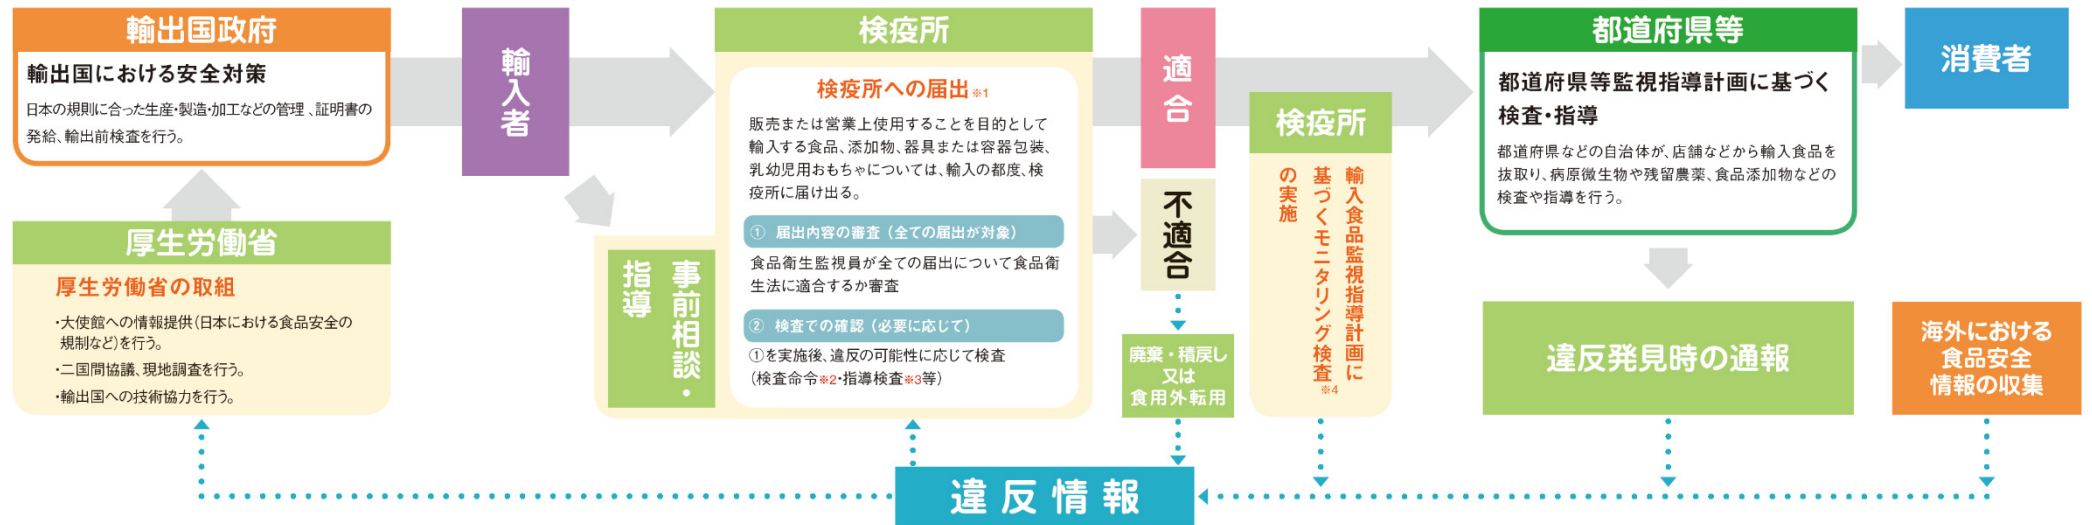 輸出国政府
輸出国における安全対策
日本の規則に合った生産・製造・加工などの管理、証明書の
発給、輸出前検査を行う。
厚生労働省
厚生労働省の取組
・大使館への情報提供(日本における食品安全の
規制など)を行う。
・二国間協議、現地調査を行う。
・輸出国への技術協力を行う。
輸入者
事前相談・
指導
検疫所
検疫所への届出※1
販売または営業上使用することを目的として
輸入する食品、添加物、器具または容器包装、
乳幼児用おもちゃについては、輸入の都度、検
疫所に届け出る。
① 届出内容の審査(全ての届出が対象)
食品衛生監視員が全ての届出について食品衛
生法に適合するか審査
② 検査での確認(必要に応じて)
①を実施後、違反の可能性に応じて検査
(検査命令※2・指導検査※3等)
適合
不適合
廃棄・積戻し
又は
食用外転用
検疫所
輸入食品監視指導計画に
基づくモニタリング検査※4
の実施
都道府県等
都道府県等監視指導計画に基づく
検査・指導
都道府県などの自治体が、店舗などから輸入食品を
抜取り、病原微生物や残留農薬、食品添加物などの
検査や指導を行う。
消費者
違反発見時の通報
海外における
食品安全
情報の収集
違反情報